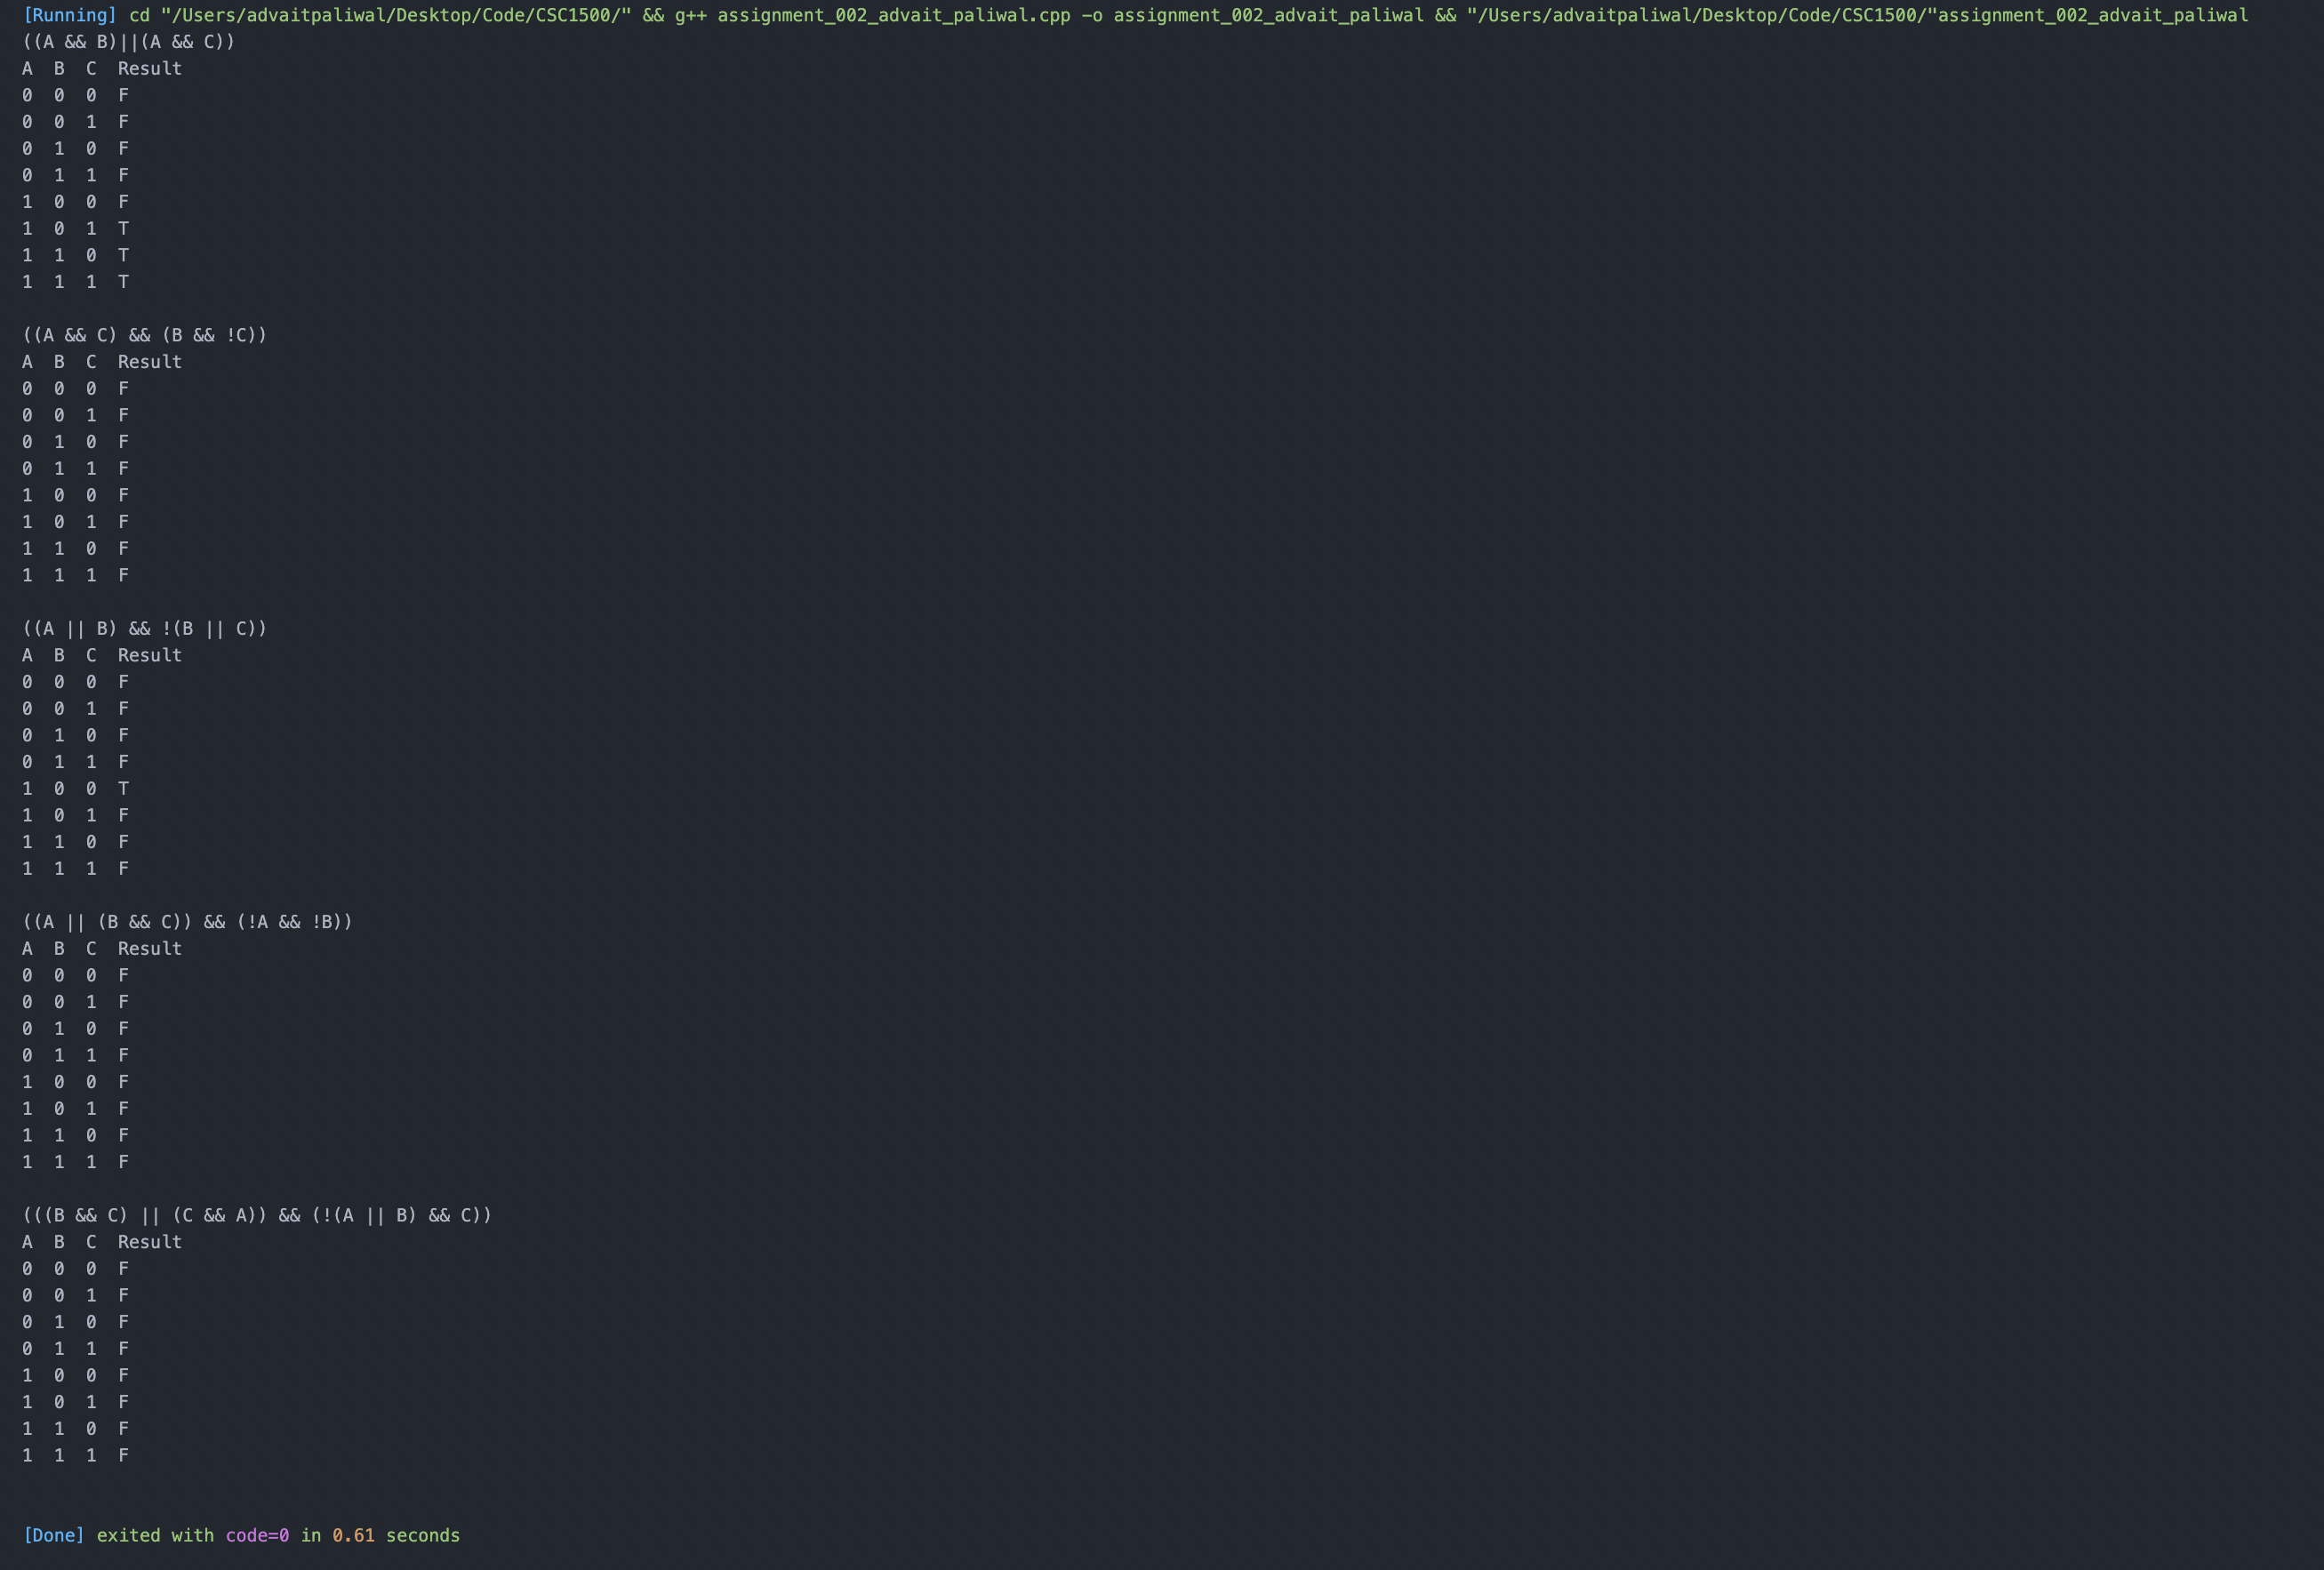 [Running] cd "/Users/advaitpaliwal/Desktop/Code/CSC1500/" && g++ assignment_002_advait_paliwal.cpp -o assignment_002_advait_paliwal && "/Users/advaitpaliwal/Desktop/Code/CSC1500/"assignment_002_advait_paliwal
((A && B)||(A && C))
A  B  C  Result
0  0  0  F
0  0  1  F
0  1  0  F
0  1  1  F
1  0  0  F
1  0  1  T
1  1  0  T
1  1  1  T

((A && C) && (B && !C))
A  B  C  Result
0  0  0  F
0  0  1  F
0  1  0  F
0  1  1  F
1  0  0  F
1  0  1  F
1  1  0  F
1  1  1  F

((A || B) && !(B || C))
A  B  C  Result
0  0  0  F
0  0  1  F
0  1  0  F
0  1  1  F
1  0  0  T
1  0  1  F
1  1  0  F
1  1  1  F

((A || (B && C)) && (!A && !B))
A  B  C  Result
0  0  0  F
0  0  1  F
0  1  0  F
0  1  1  F
1  0  0  F
1  0  1  F
1  1  0  F
1  1  1  F

(((B && C) || (C && A)) && (!(A || B) && C))
A  B  C  Result
0  0  0  F
0  0  1  F
0  1  0  F
0  1  1  F
1  0  0  F
1  0  1  F
1  1  0  F
1  1  1  F

[Done] exited with code=0 in 0.61 seconds